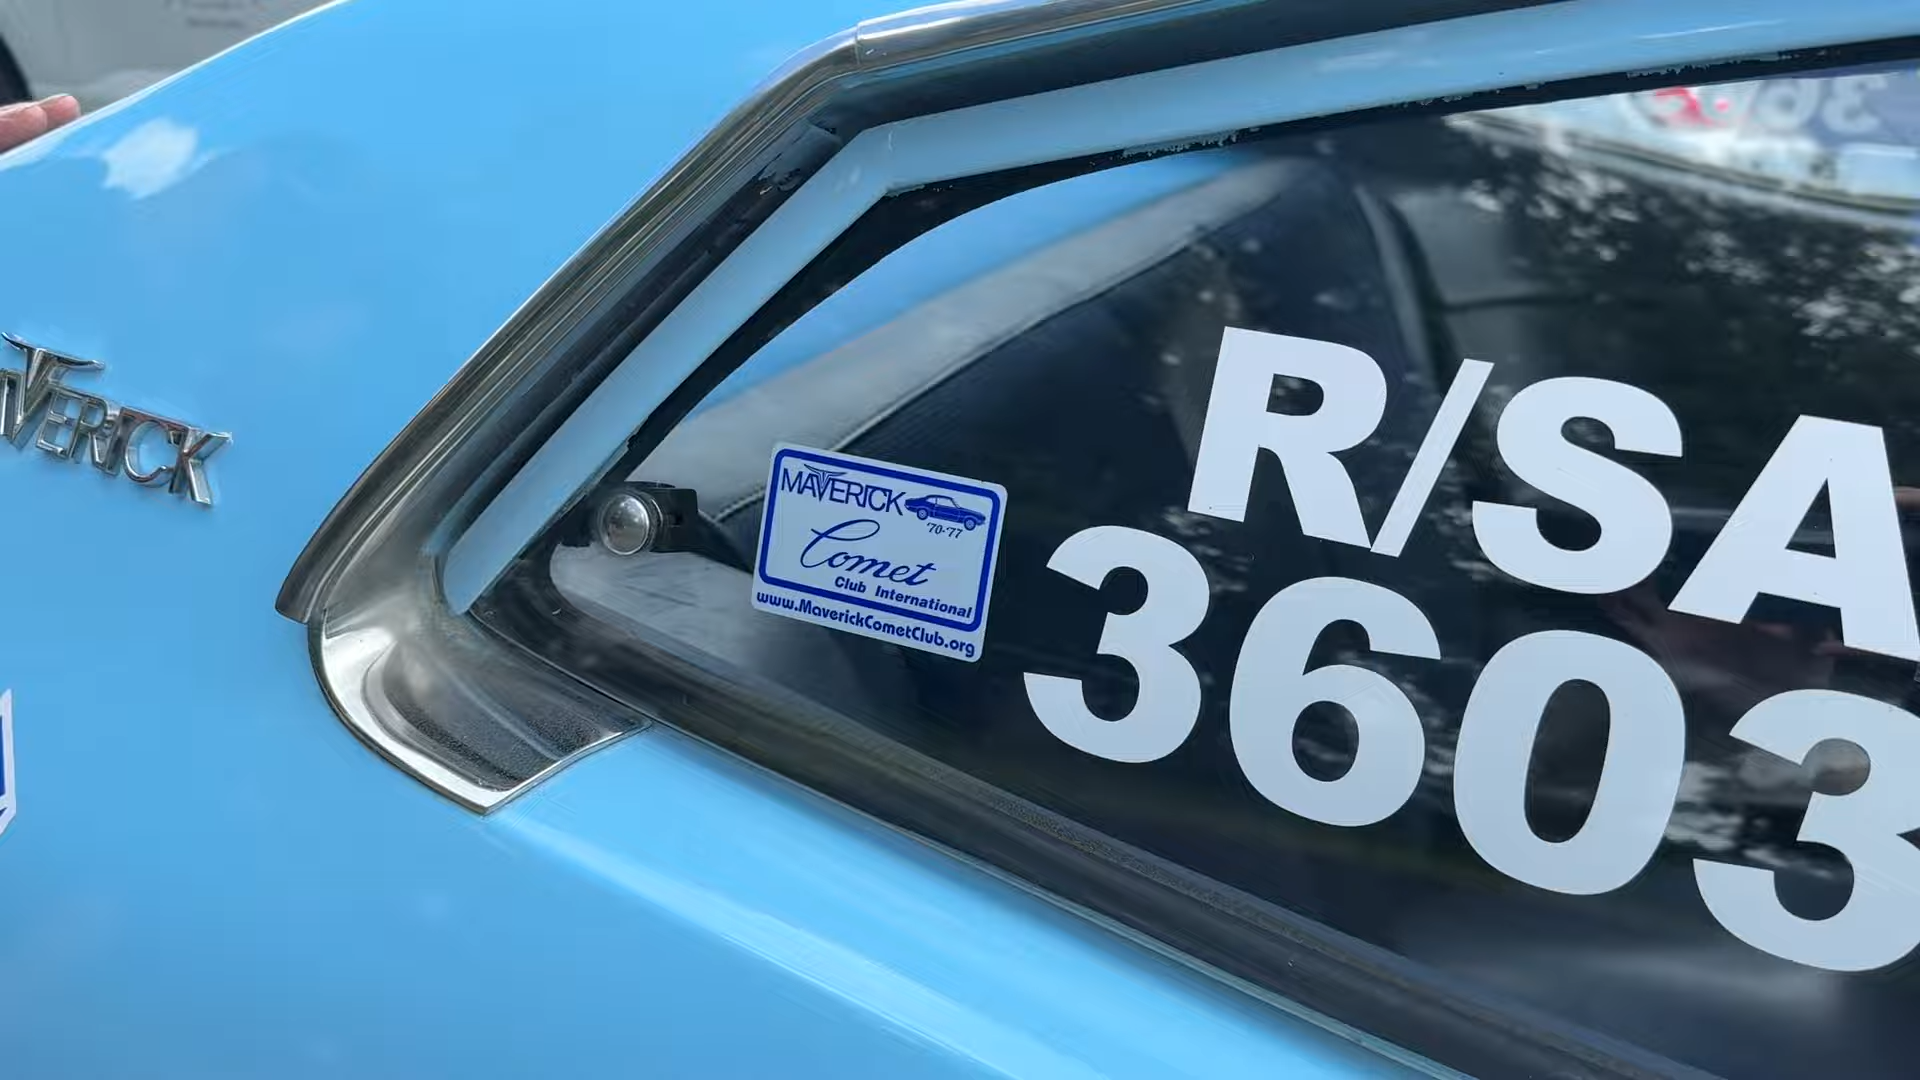 MAVERICK
MAVERICK
'70-'77
Comet
Club International
www.MaverickCometClub.org
R/SA
3603